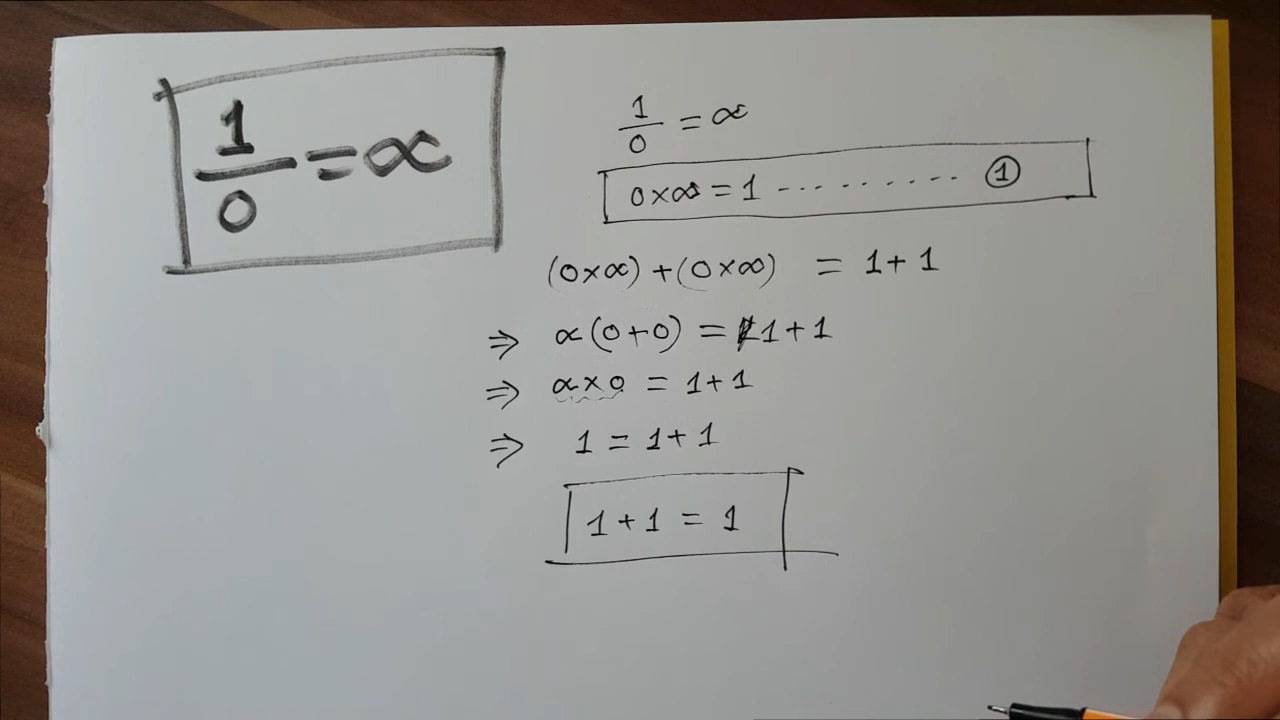 1/0 = ∝
1/0 = ∝
0×∞ = 1 ---------- ①
(0×∝) + (0×∞) = 1+1
⇒ ∝(0+0) = 1+1
⇒ ∝×0 = 1+1
⇒ 1 = 1+1
1+1 = 1